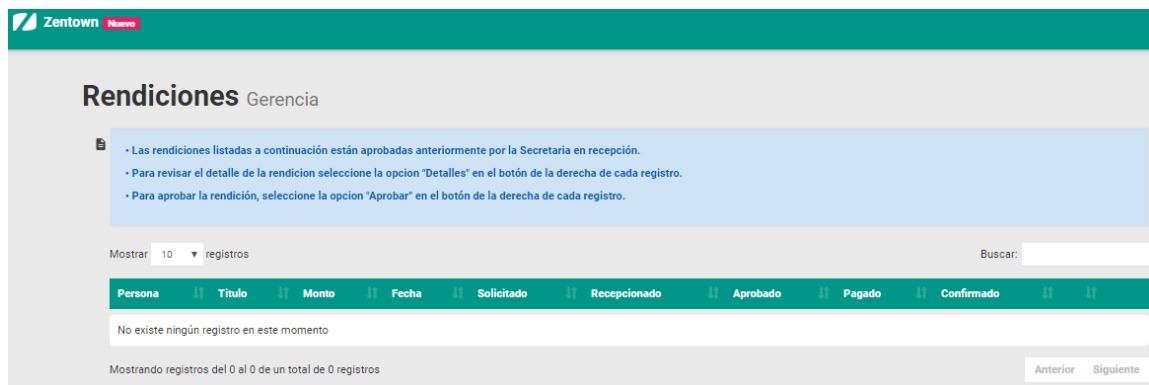 Zentown Nuevo
Rendiciones Gerencia
• Las rendiciones listadas a continuación están aprobadas anteriormente por la Secretaria en recepción.
• Para revisar el detalle de la rendicion seleccione la opcion "Detalles" en el botón de la derecha de cada registro.
• Para aprobar la rendición, seleccione la opcion "Aprobar" en el botón de la derecha de cada registro.
Mostrar 10 registros Buscar:
Persona Titulo Monto Fecha Solicitado Recepcionado Aprobado Pagado Confirmado
No existe ningún registro en este momento
Mostrando registros del 0 al 0 de un total de 0 registros Anterior Siguiente